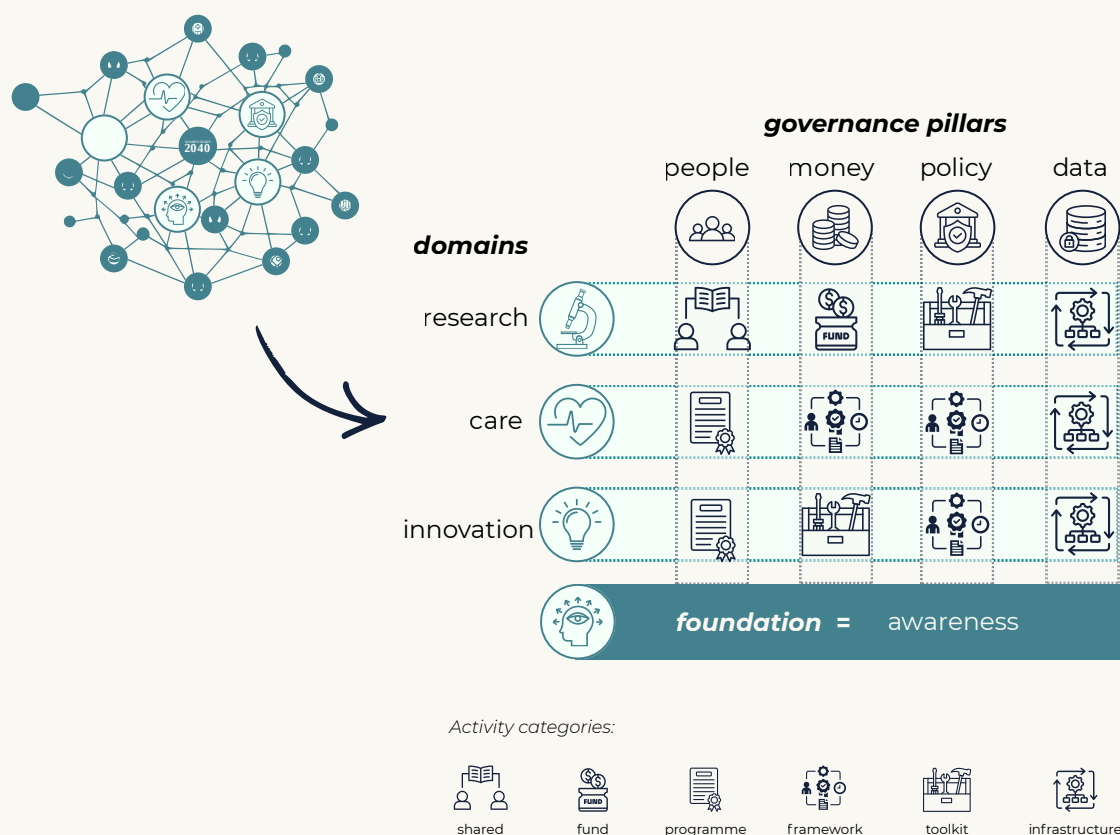 2040
governance pillars
people money policy data
domains
research
FUND
care
innovation
foundation = awareness
Activity categories:
FUND
shared fund programme framework toolkit infrastructure